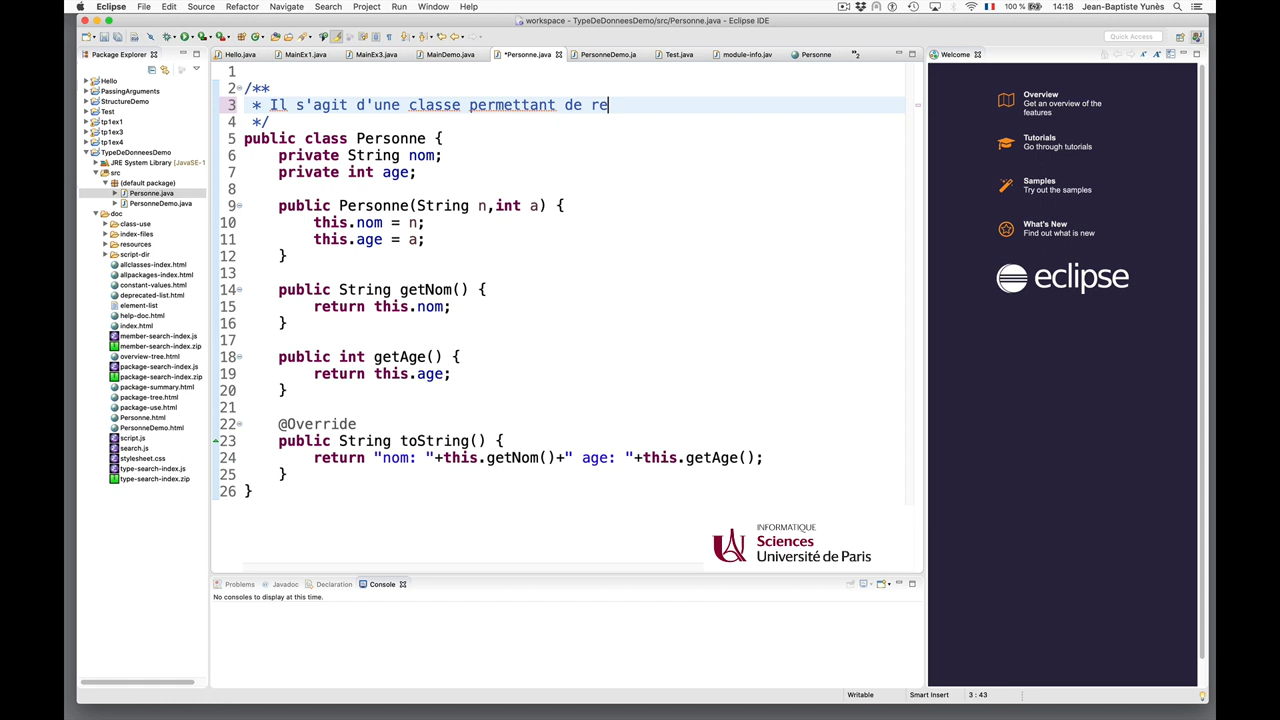 Eclipse File Edit Source Refactor Navigate Search Project Run Window Help 100 % 14:18 Jean-Baptiste Yunès
workspace - TypeDeDonneesDemo/src/Personne.java - Eclipse IDE
Quick Access
Package Explorer
Hello
PassingArguments
StructureDemo
Test
tp1ex1
tp1ex3
tp1ex4
TypeDeDonneesDemo
JRE System Library [JavaSE-1
src
(default package)
Personne.java
PersonneDemo.java
doc
class-use
index-files
resources
script-dir
allclasses-index.html
allpackages-index.html
constant-values.html
deprecated-list.html
element-list
help-doc.html
index.html
member-search-index.js
member-search-index.zip
overview-tree.html
package-search-index.js
package-search-index.zip
package-summary.html
package-tree.html
package-use.html
Personne.html
PersonneDemo.html
script.js
search.js
stylesheet.css
type-search-index.js
type-search-index.zip
Hello.java MainEx1.java MainEx3.java MainDemo.java *Personne.java PersonneDemo.ja Test.java module-info.jav Personne »2
1
2 /**
3 * Il s'agit d'une classe permettant de re
4 */
5 public class Personne {
6 private String nom;
7 private int age;
8
9 public Personne(String n,int a) {
10 this.nom = n;
11 this.age = a;
12 }
13
14 public String getNom() {
15 return this.nom;
16 }
17
18 public int getAge() {
19 return this.age;
20 }
21
22 @Override
23 public String toString() {
24 return "nom: "+this.getNom()+" age: "+this.getAge();
25 }
26 }
INFORMATIQUE
Sciences
Université de Paris
Problems Javadoc Declaration Console
No consoles to display at this time.
Welcome
Overview
Get an overview of the
features
Tutorials
Go through tutorials
Samples
Try out the samples
What's New
Find out what is new
eclipse
Writable Smart Insert 3 : 43